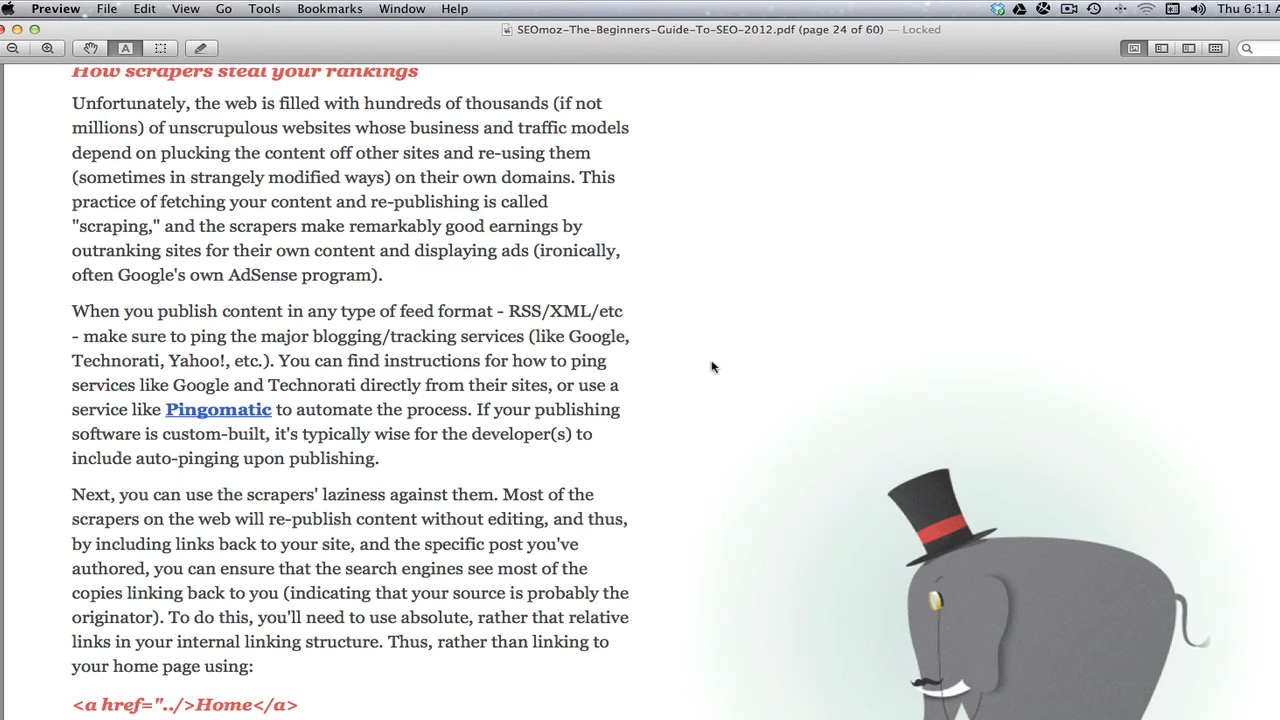 Preview File Edit View Go Tools Bookmarks Window Help Thu 6:11 A
SEOmoz-The-Beginners-Guide-To-SEO-2012.pdf (page 24 of 60) — Locked
How scrapers steal your rankings
Unfortunately, the web is filled with hundreds of thousands (if not
millions) of unscrupulous websites whose business and traffic models
depend on plucking the content off other sites and re-using them
(sometimes in strangely modified ways) on their own domains. This
practice of fetching your content and re-publishing is called
"scraping," and the scrapers make remarkably good earnings by
outranking sites for their own content and displaying ads (ironically,
often Google's own AdSense program).
When you publish content in any type of feed format - RSS/XML/etc
- make sure to ping the major blogging/tracking services (like Google,
Technorati, Yahoo!, etc.). You can find instructions for how to ping
services like Google and Technorati directly from their sites, or use a
service like Pingomatic to automate the process. If your publishing
software is custom-built, it's typically wise for the developer(s) to
include auto-pinging upon publishing.
Next, you can use the scrapers' laziness against them. Most of the
scrapers on the web will re-publish content without editing, and thus,
by including links back to your site, and the specific post you've
authored, you can ensure that the search engines see most of the
copies linking back to you (indicating that your source is probably the
originator). To do this, you'll need to use absolute, rather that relative
links in your internal linking structure. Thus, rather than linking to
your home page using:
<a href="../>Home</a>